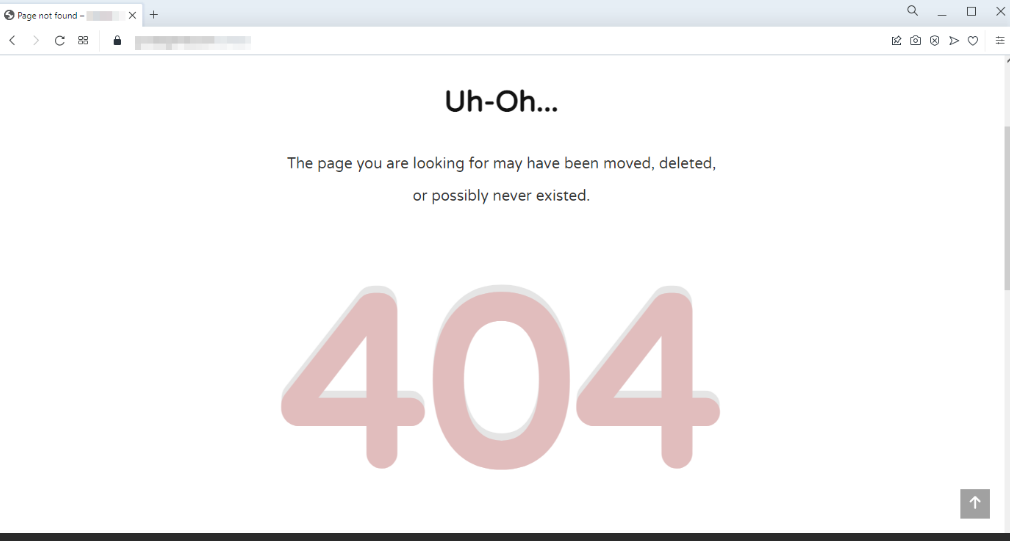 Page not found –
Uh-Oh...
The page you are looking for may have been moved, deleted,
or possibly never existed.
404